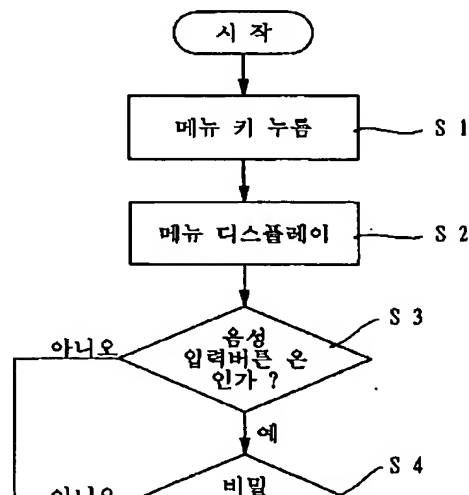 시 작
메뉴 키 누름
S 1
메뉴 디스플레이
S 2
음성
입력버튼 온
인가 ?
S 3
아니오
예
비밀
S 4
아니오